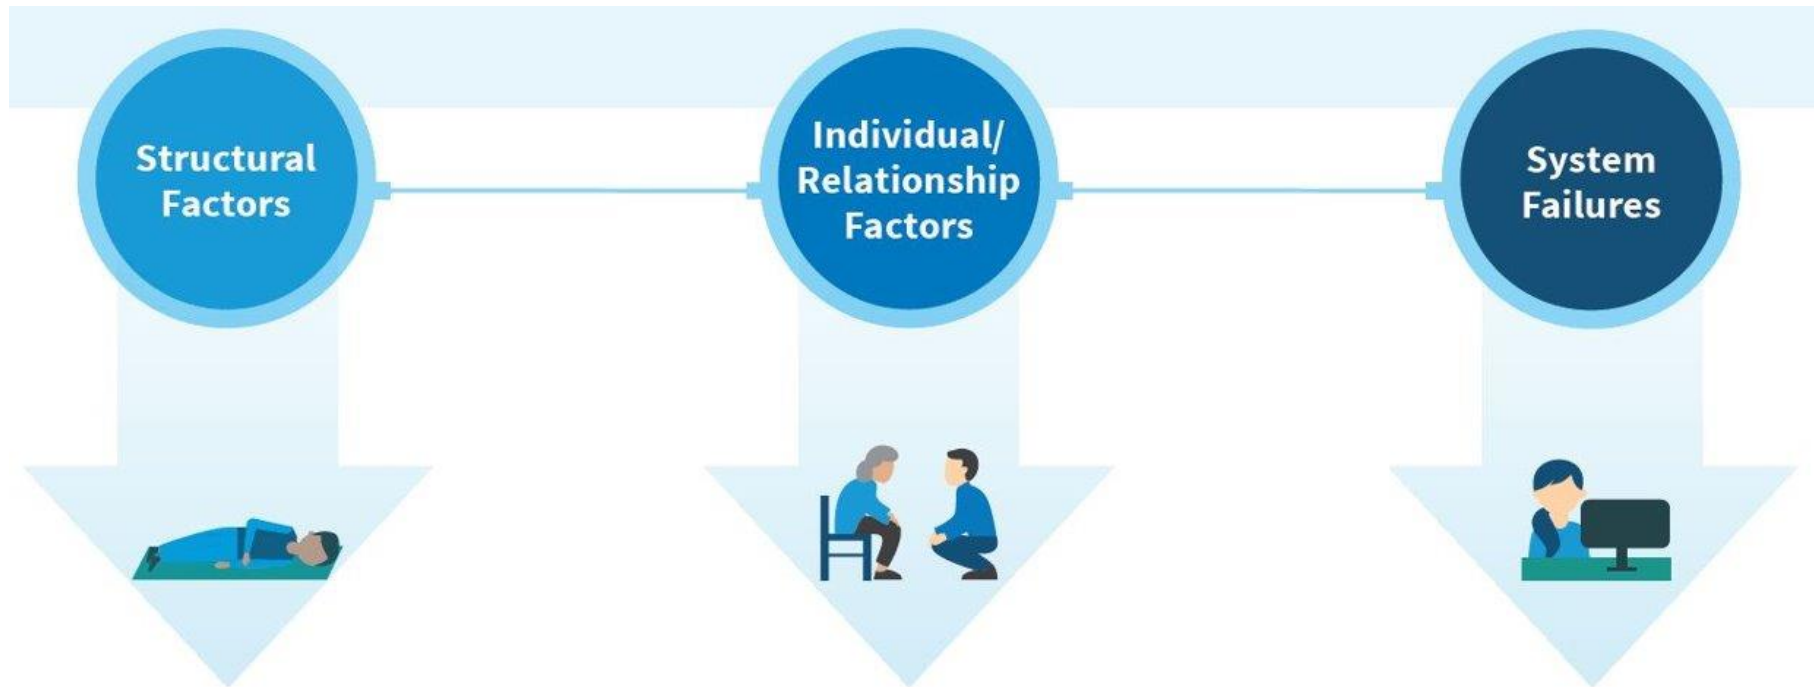 Structural
Factors
Individual/
Relationship
Factors
System
Failures